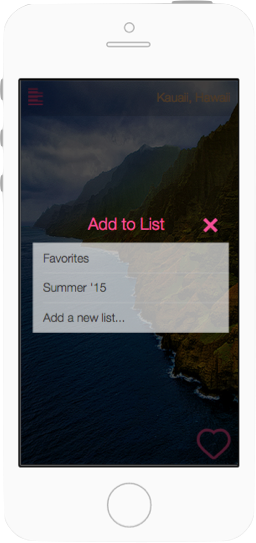 Kauai, Hawaii
Add to List
Favorites
Summer '15
Add a new list...